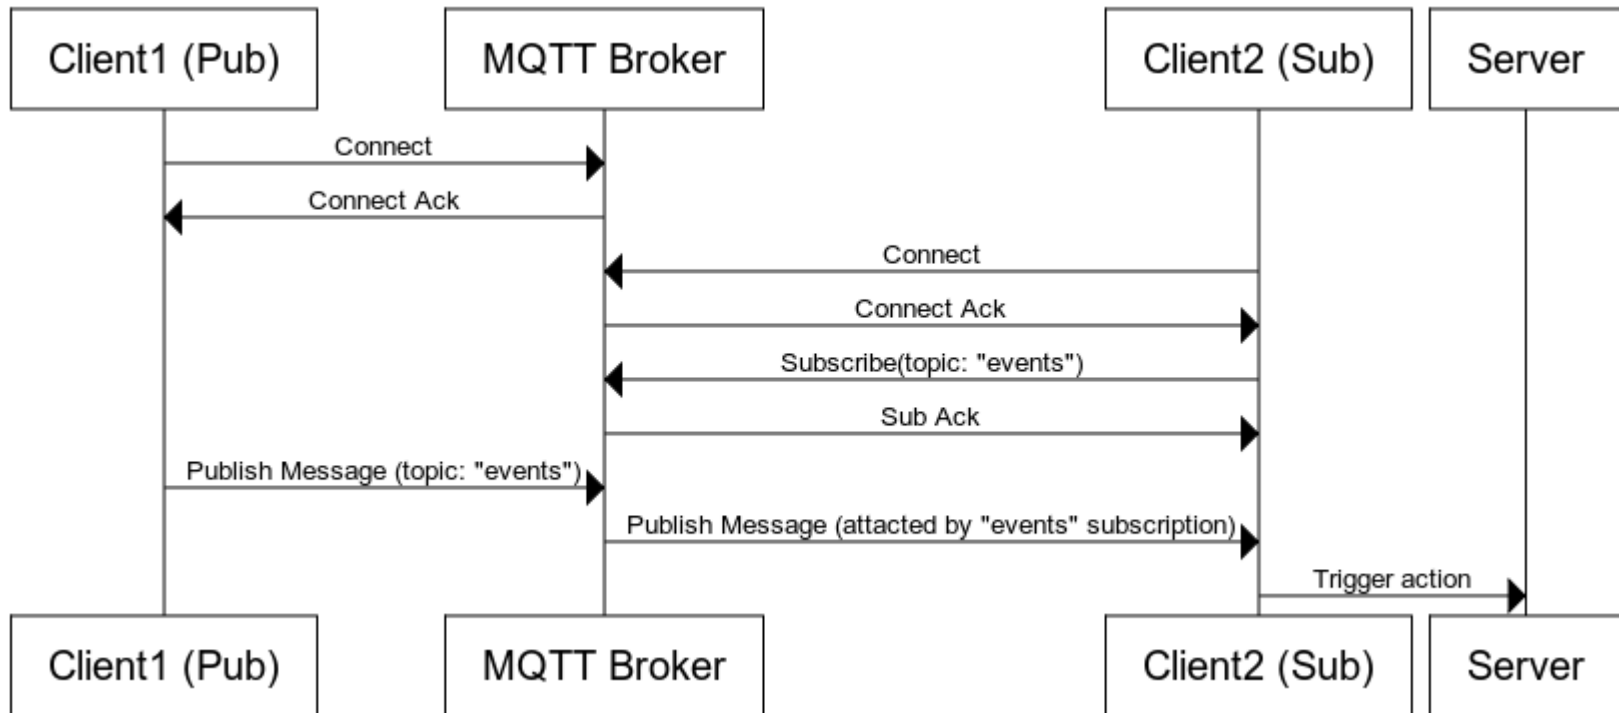 Client1 (Pub)
MQTT Broker
Client2 (Sub)
Server
Connect
Connect Ack
Connect
Connect Ack
Subscribe(topic: "events")
Sub Ack
Publish Message (topic: "events")
Publish Message (attacted by "events" subscription)
Trigger action
Client1 (Pub)
MQTT Broker
Client2 (Sub)
Server